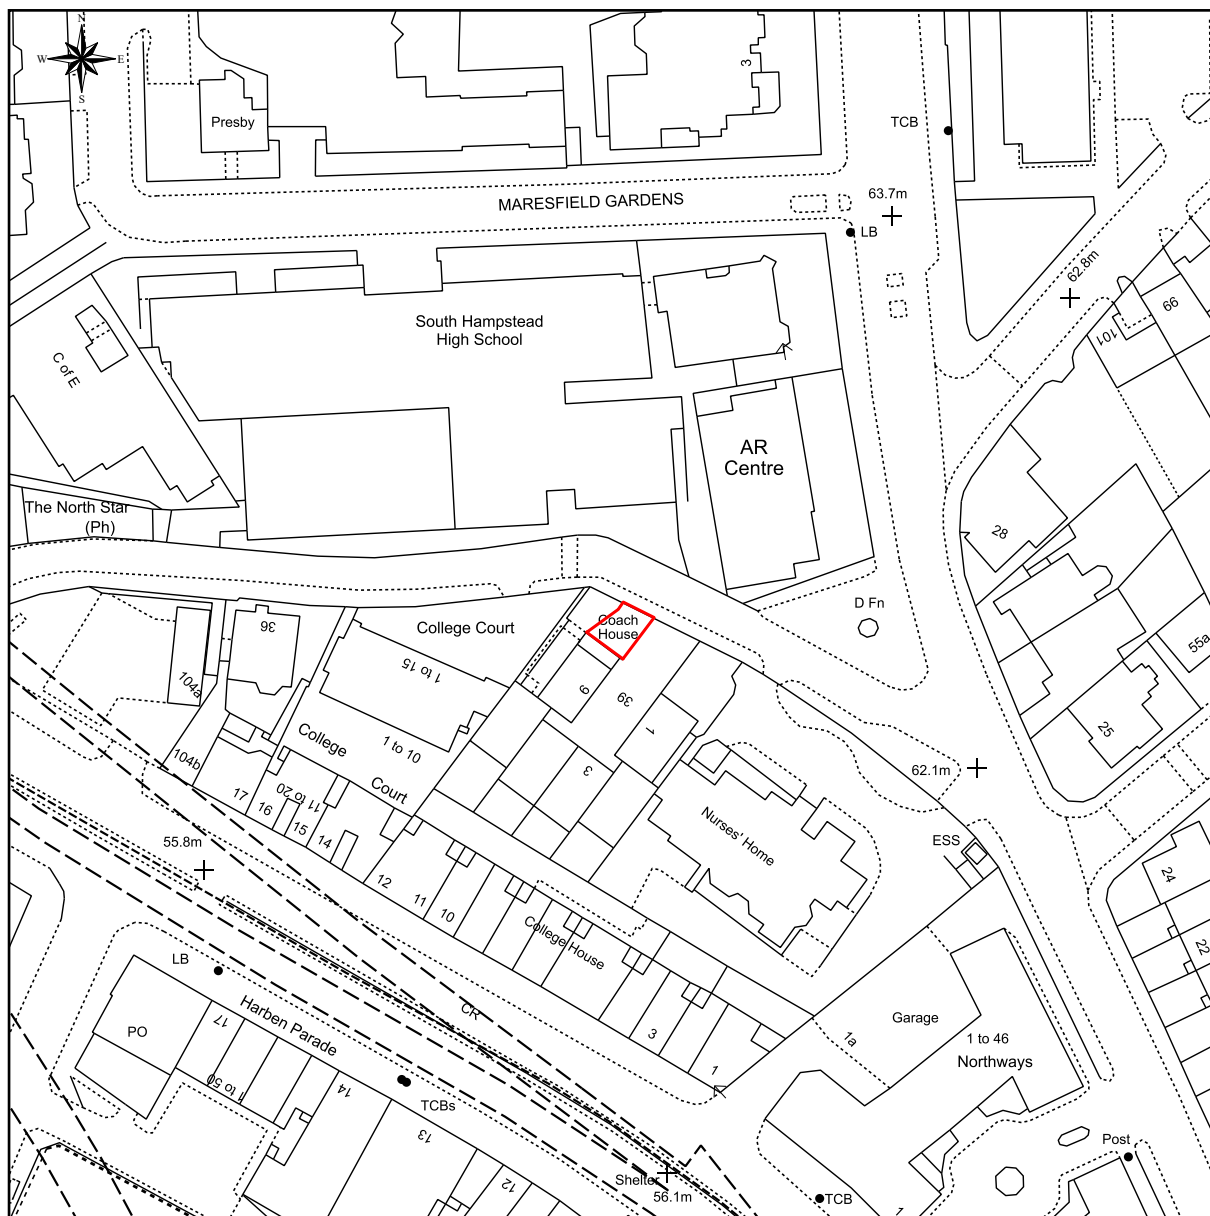 N
W E
S
Presby
3
TCB
MARESFIELD GARDENS
63.7m
LB
62.8m
99
101
South Hampstead
High School
C of E
AR
Centre
The North Star
(Ph)
28
D Fn
Coach
House
College Court
36
1 to 15
104a
9
39
55a
25
College
1 to 10
1
3
62.1m
104b
11 to 20
Court
17
16
15
14
Nurses' Home
ESS
55.8m
12
11
10
24
22
College House
LB
CR
Harben Parade
PO
17
3
1a
Garage
1 to 46
Northways
1
1 to 50
14
TCBs
13
Post
12
Shelter
56.1m
TCB
1